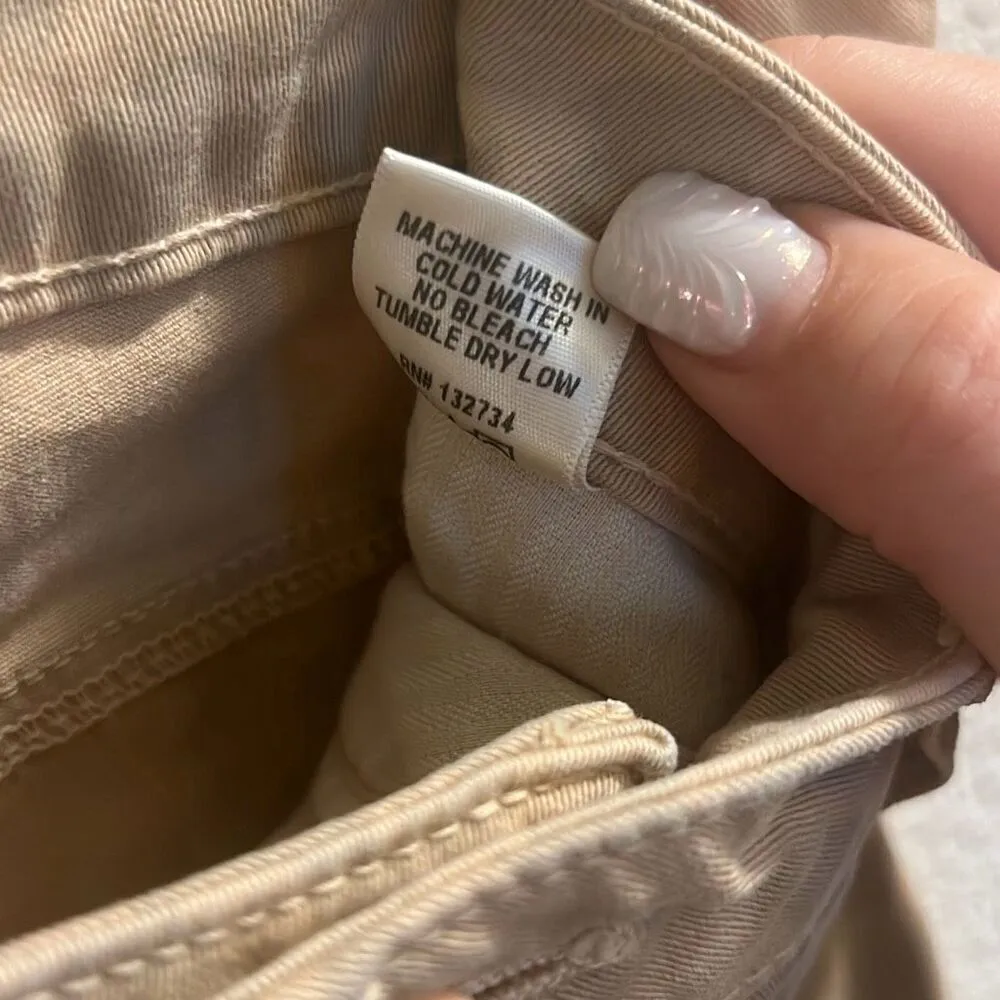 MACHINE WASH IN
COLD WATER
NO BLEACH
TUMBLE DRY LOW
RN# 132734